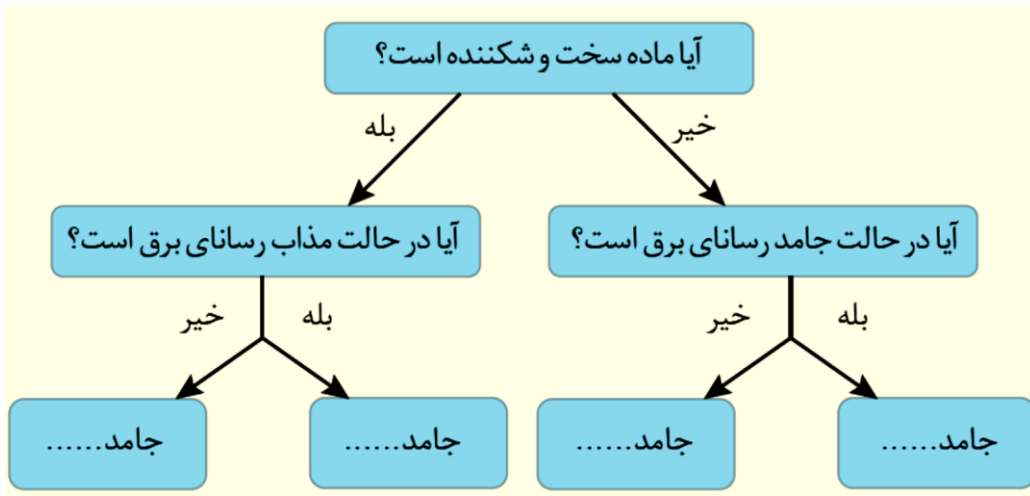 آیا ماده سخت و شکننده است؟
خیر
بله
آیا در حالت جامد رسانای برق است؟
آیا در حالت مذاب رسانای برق است؟
بله
خیر
بله
خیر
جامد......
جامد......
جامد......
جامد......